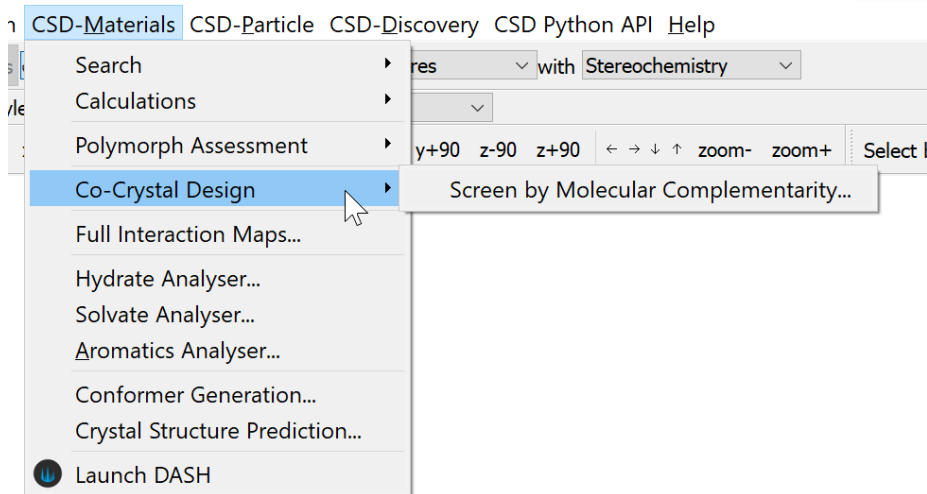 CSD-Materials CSD-Particle CSD-Discovery CSD Python API Help
Search
with Stereochemistry
Calculations
Polymorph Assessment
y+90 z-90 z+90 ← → ↓ ↑ zoom- zoom+ Select
Co-Crystal Design
Screen by Molecular Complementarity...
Full Interaction Maps...
Hydrate Analyser...
Solvate Analyser...
Aromatics Analyser...
Conformer Generation...
Crystal Structure Prediction...
Launch DASH